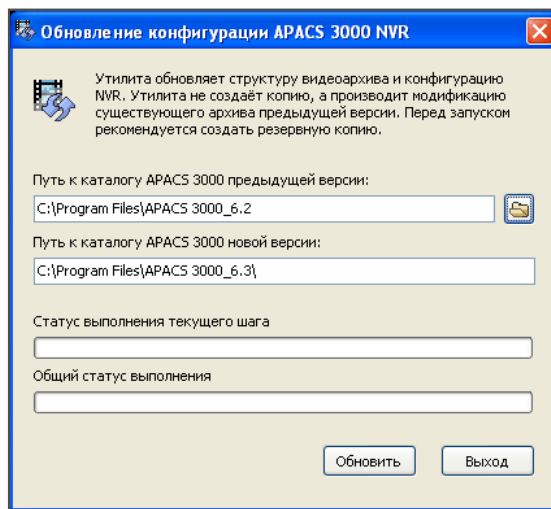 Обновление конфигурации APACS 3000 NVR
Утилита обновляет структуру видеоархива и конфигурацию
NVR. Утилита не создаёт копию, а производит модификацию
существующего архива предыдущей версии. Перед запуском
рекомендуется создать резервную копию.
Путь к каталогу APACS 3000 предыдущей версии:
C:\Program Files\APACS 3000_6.2
Путь к каталогу APACS 3000 новой версии:
C:\Program Files\APACS 3000_6.3\
Статус выполнения текущего шага
Общий статус выполнения
Обновить
Выход